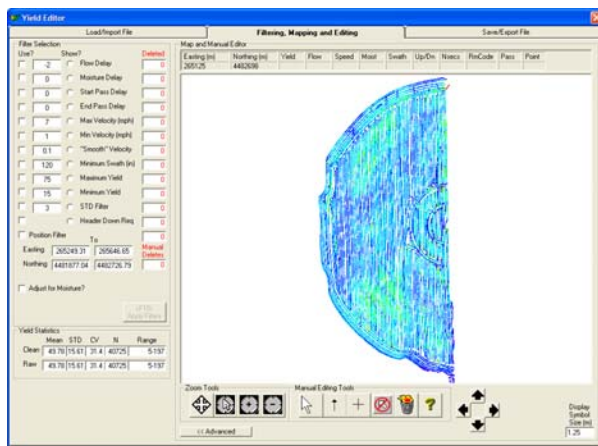 Yield Editor
Load/Import File
Filtering, Mapping and Editing
Save/Export File
Filter Selection
Use? Show? Deleted
-2 Flow Delay 0
0 Moisture Delay 0
0 Start Pass Delay 0
0 End Pass Delay 0
7 Max Velocity (mph) 0
1 Min Velocity (mph) 0
0.1 "Smooth" Velocity 0
120 Minimum Swath (in) 0
75 Maximum Yield 0
15 Minimum Yield 0
3 STD Filter 0
Header Down Req 0
Position Filter 0
To
Easting 265249.31 265646.65 Manual Deletes
Northing 4481877.04 4482726.79 0
Adjust for Moisture?
Apply Filters
Yield Statistics
Mean STD CV N Range
Clean 49.78 15.61 31.4 40725 5-197
Raw 49.78 15.61 31.4 40725 5-197
Map and Manual Editor
Easting (m) Northing (m) Yield Flow Speed Moist Swath Up/Dn Nsecs RmCode Pass Point
265125 4482698
Zoom Tools
Manual Editing Tools
?
<< Advanced
Display Symbol Size (m)
1.25